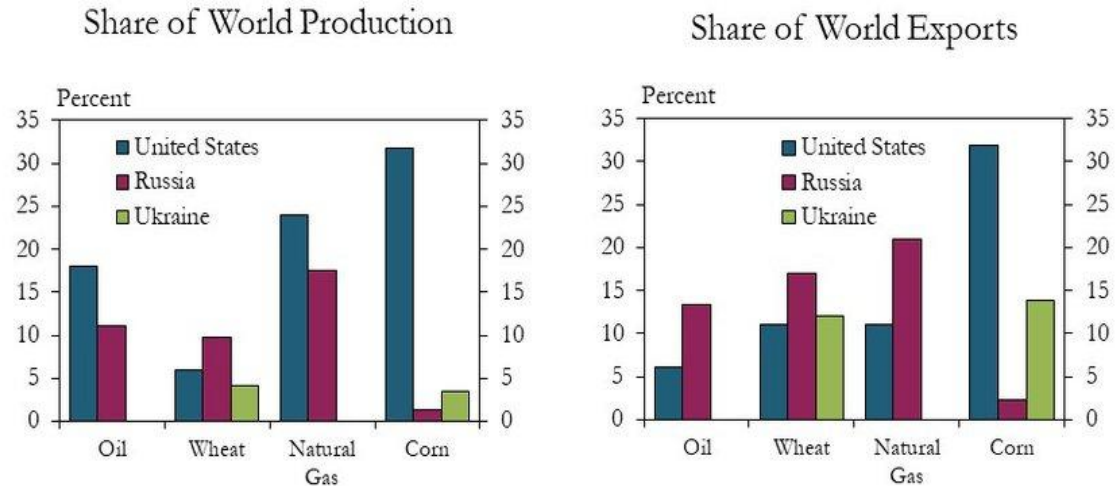 Share of World Production
Percent
35
30
25
20
15
10
5
0
35
30
25
20
15
10
5
0
United States
Russia
Ukraine
Oil
Wheat
Natural
Gas
Corn
Share of World Exports
Percent
35
30
25
20
15
10
5
0
35
30
25
20
15
10
5
0
United States
Russia
Ukraine
Oil
Wheat
Natural
Gas
Corn